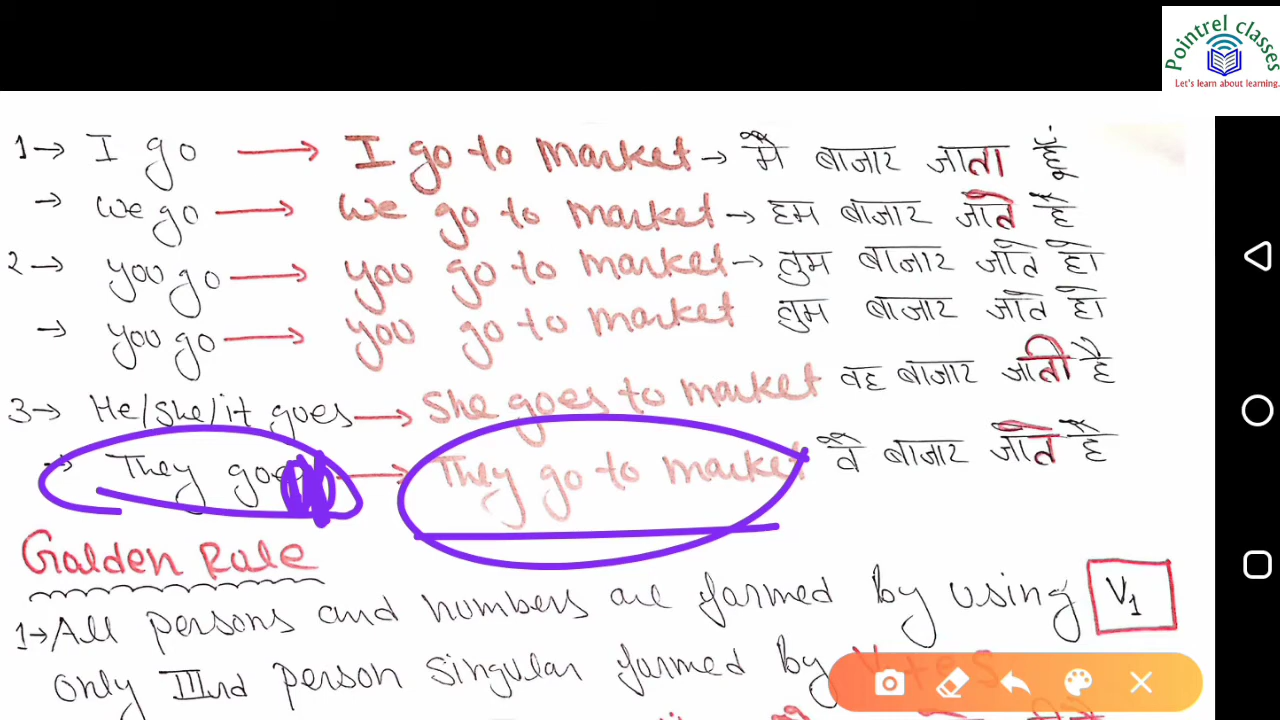 Pointrel classes
Let's learn about learning.
1→ I go → I go to market → मै बाजार जाता हूँ
→ we go → we go to market → हम बाजार जाते है
2→ you go → you go to market → तुम बाजार जाते हो
→ you go → you go to market तुम बाजार जाते हो
3→ He/She/it goes → She goes to market वह बाजार जाती है
→ They go → They go to market वे बाजार जाते है
Golden Rule
1→ All persons and numbers are formed by using V1
only IIIrd person singular formed by